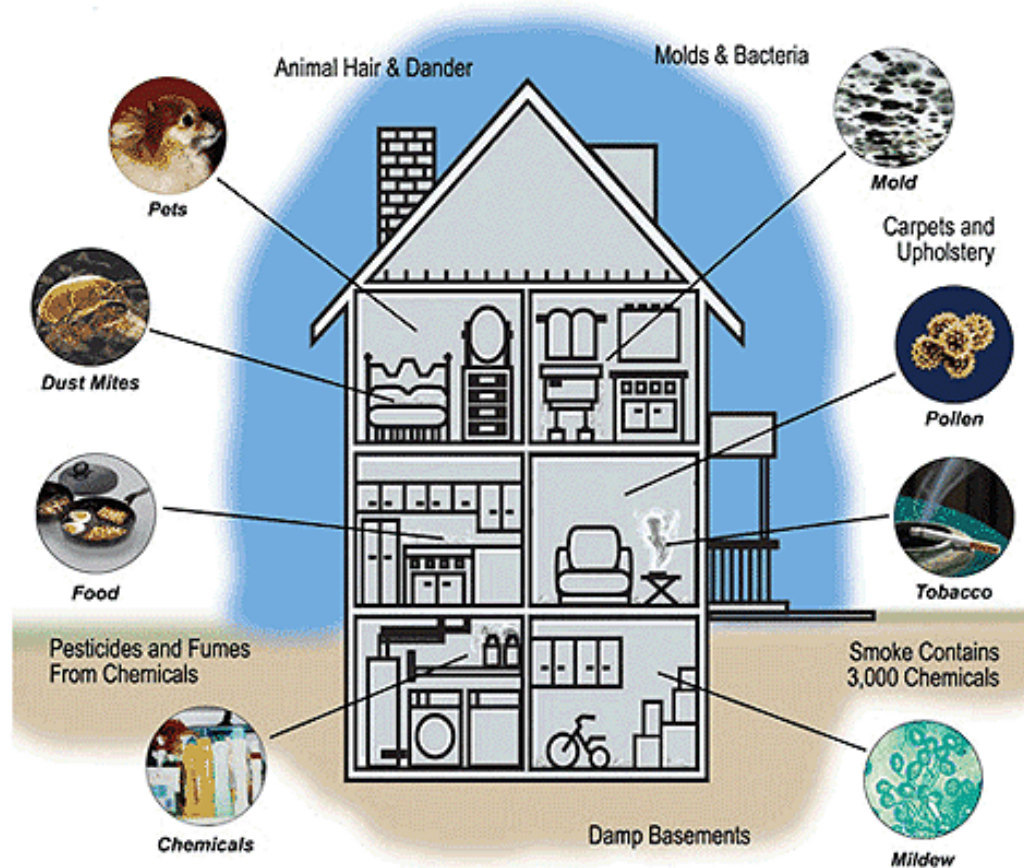 Animal Hair & Dander
Molds & Bacteria
Pets
Mold
Carpets and
Upholstery
Dust Mites
Pollen
Food
Tobacco
Pesticides and Fumes
From Chemicals
Smoke Contains
3,000 Chemicals
Chemicals
Damp Basements
Mildew